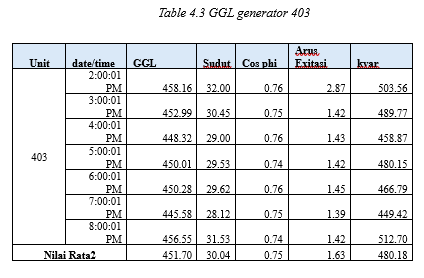 Table 4.3 GGL generator 403
Arus
Unit date/time GGL Sudut Cos phi Exitasi kvar
2:00:01
PM 458.16 32.00 0.76 2.87 503.56
3:00:01
PM 452.99 30.45 0.75 1.42 489.77
4:00:01
PM 448.32 29.00 0.76 1.43 458.87
5:00:01
403 PM 450.01 29.53 0.74 1.42 480.15
6:00:01
PM 450.28 29.62 0.76 1.45 466.79
7:00:01
PM 445.58 28.12 0.75 1.39 449.42
8:00:01
PM 456.55 31.53 0.74 1.42 512.70
Nilai Rata2 451.70 30.04 0.75 1.63 480.18